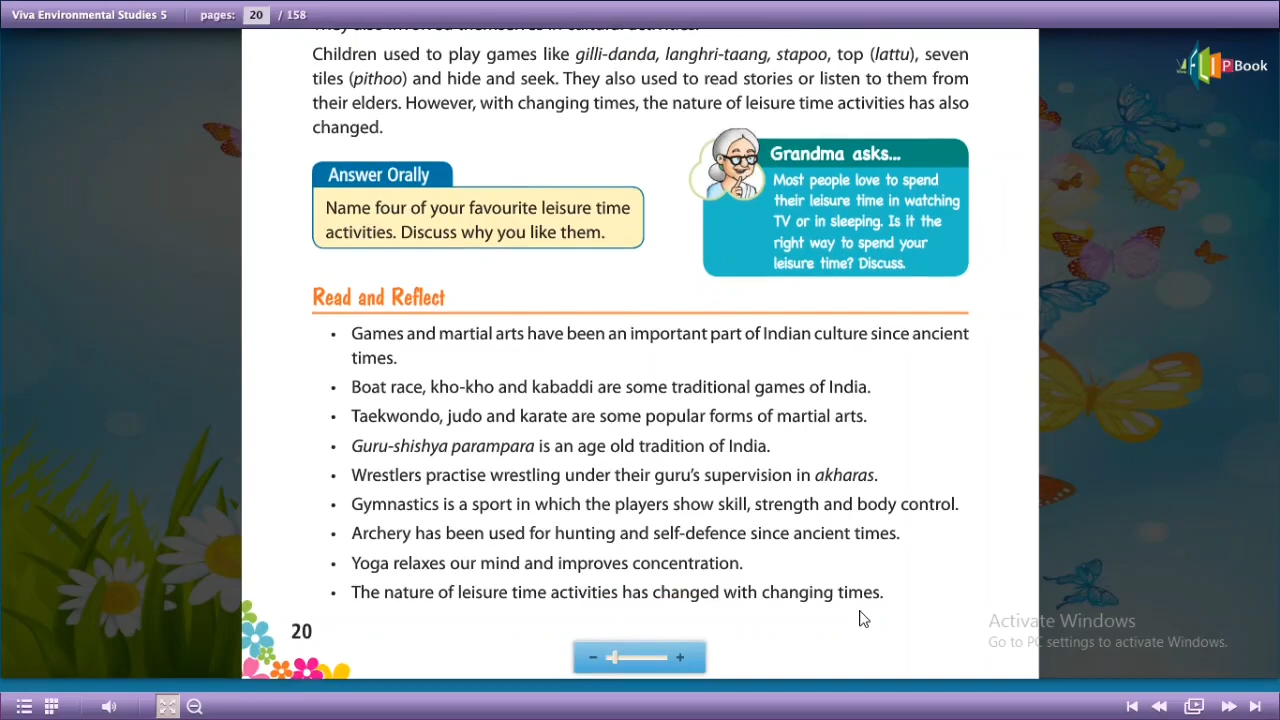 Viva Environmental Studies 5 pages: 20 / 158
They also involved themselves in cultural activities.
Children used to play games like gilli-danda, langhri-taang, stapoo, top (lattu), seven
tiles (pithoo) and hide and seek. They also used to read stories or listen to them from
their elders. However, with changing times, the nature of leisure time activities has also
changed.
FLIPBook
Answer Orally
Name four of your favourite leisure time
activities. Discuss why you like them.
Grandma asks...
Most people love to spend
their leisure time in watching
TV or in sleeping. Is it the
right way to spend your
leisure time? Discuss.
Read and Reflect
• Games and martial arts have been an important part of Indian culture since ancient
times.
• Boat race, kho-kho and kabaddi are some traditional games of India.
• Taekwondo, judo and karate are some popular forms of martial arts.
• Guru-shishya parampara is an age old tradition of India.
• Wrestlers practise wrestling under their guru's supervision in akharas.
• Gymnastics is a sport in which the players show skill, strength and body control.
• Archery has been used for hunting and self-defence since ancient times.
• Yoga relaxes our mind and improves concentration.
• The nature of leisure time activities has changed with changing times.
20
Activate Windows
Go to PC settings to activate Windows.